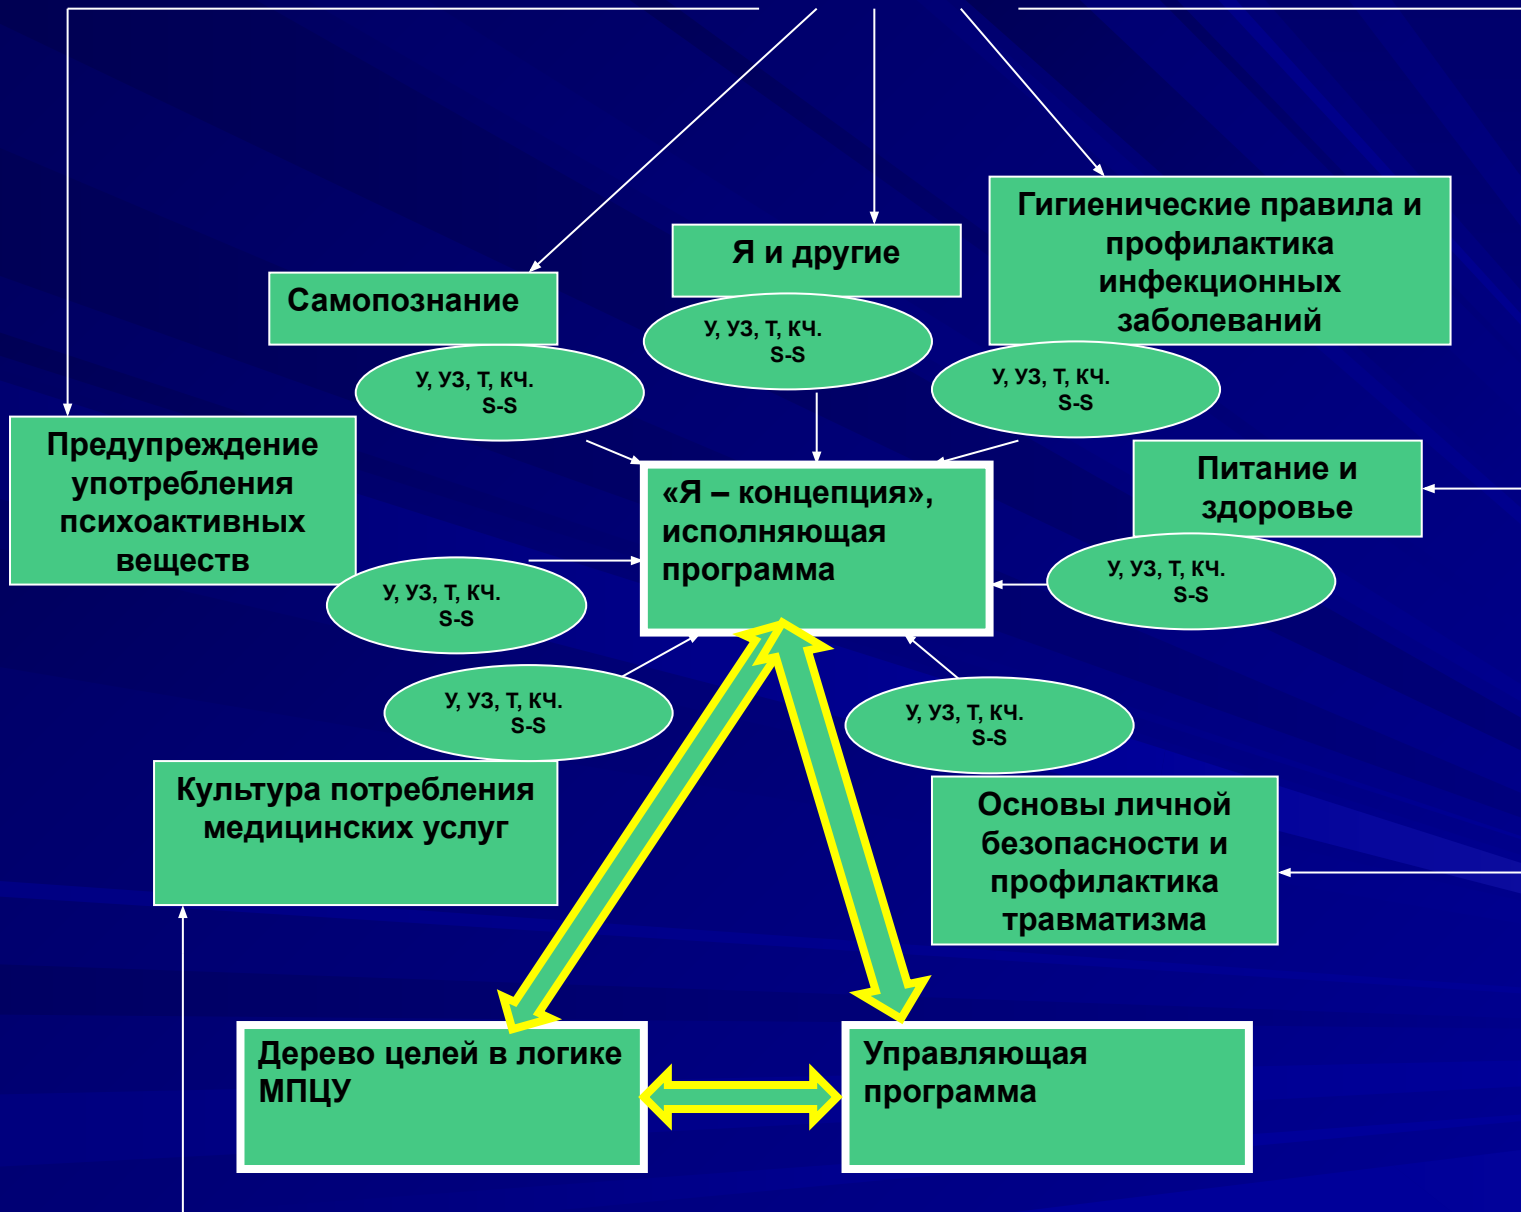 Гигиенические правила и
профилактика
инфекционных
заболеваний
Я и другие
Самопознание
У, УЗ, Т, КЧ.
S-S
У, УЗ, Т, КЧ.
S-S
У, УЗ, Т, КЧ.
S-S
Предупреждение
употребления
психоактивных
веществ
«Я – концепция»,
исполняющая
программа
Питание и
здоровье
У, УЗ, Т, КЧ.
S-S
У, УЗ, Т, КЧ.
S-S
У, УЗ, Т, КЧ.
S-S
У, УЗ, Т, КЧ.
S-S
Культура потребления
медицинских услуг
Основы личной
безопасности и
профилактика
травматизма
Дерево целей в логике
МПЦУ
Управляющая
программа